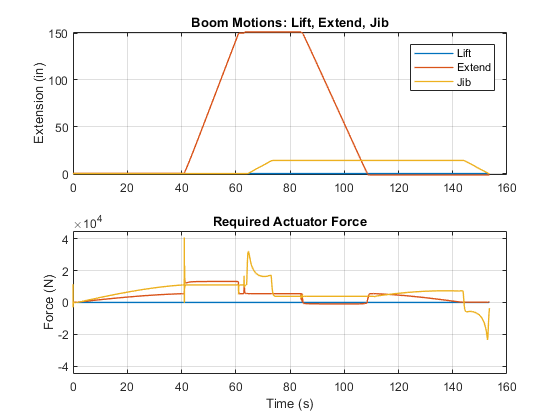 Boom Motions: Lift, Extend, Jib
Extension (in)
150
100
50
0
0 20 40 60 80 100 120 140 160
Lift
Extend
Jib
Required Actuator Force
×10^4
Force (N)
4
2
0
-2
-4
0 20 40 60 80 100 120 140 160
Time (s)